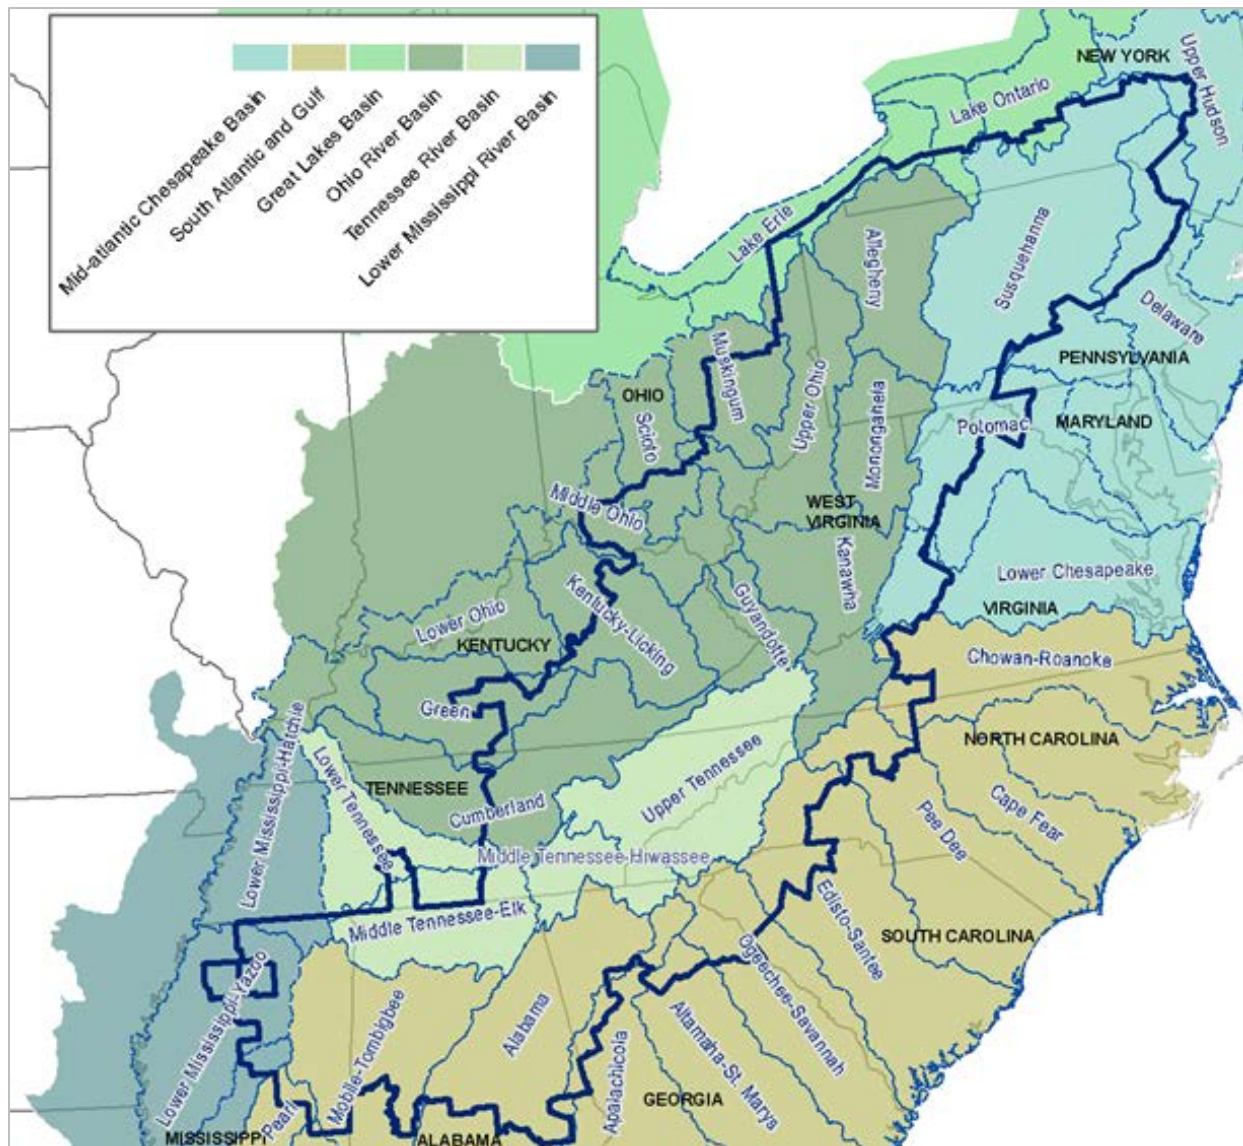 Mid-atlantic Chesapeake Basin
South Atlantic and Gulf
Great Lakes Basin
Ohio River Basin
Tennessee River Basin
Lower Mississippi River Basin
NEW YORK
Upper Hudson
Lake Ontario
Lake Erie
Allegheny
Susquehanna
Delaware
PENNSYLVANIA
Muskingum
OHIO
Scioto
Upper Ohio
Monongahela
Potomac
MARYLAND
Middle Ohio
WEST
VIRGINIA
Kanawha
Lower Chesapeake
VIRGINIA
Lower Ohio
KENTUCKY
Kentucky-Licking
Guyandotte
Chowan-Roanoke
Green
Lower Mississippi-Hatchie
Lower Tennessee
TENNESSEE
Cumberland
Upper Tennessee
NORTH CAROLINA
Cape Fear
Pee Dee
Middle Tennessee-Hiwassee
Middle Tennessee-Elk
Edisto-Santee
SOUTH CAROLINA
Ogeechee-Savannah
Lower Mississippi-Yazoo
Mobile-Tombigbee
Alabama
Apalachicola
Altamaha-St. Marys
GEORGIA
Pearl
MISSISSIPPI
ALABAMA